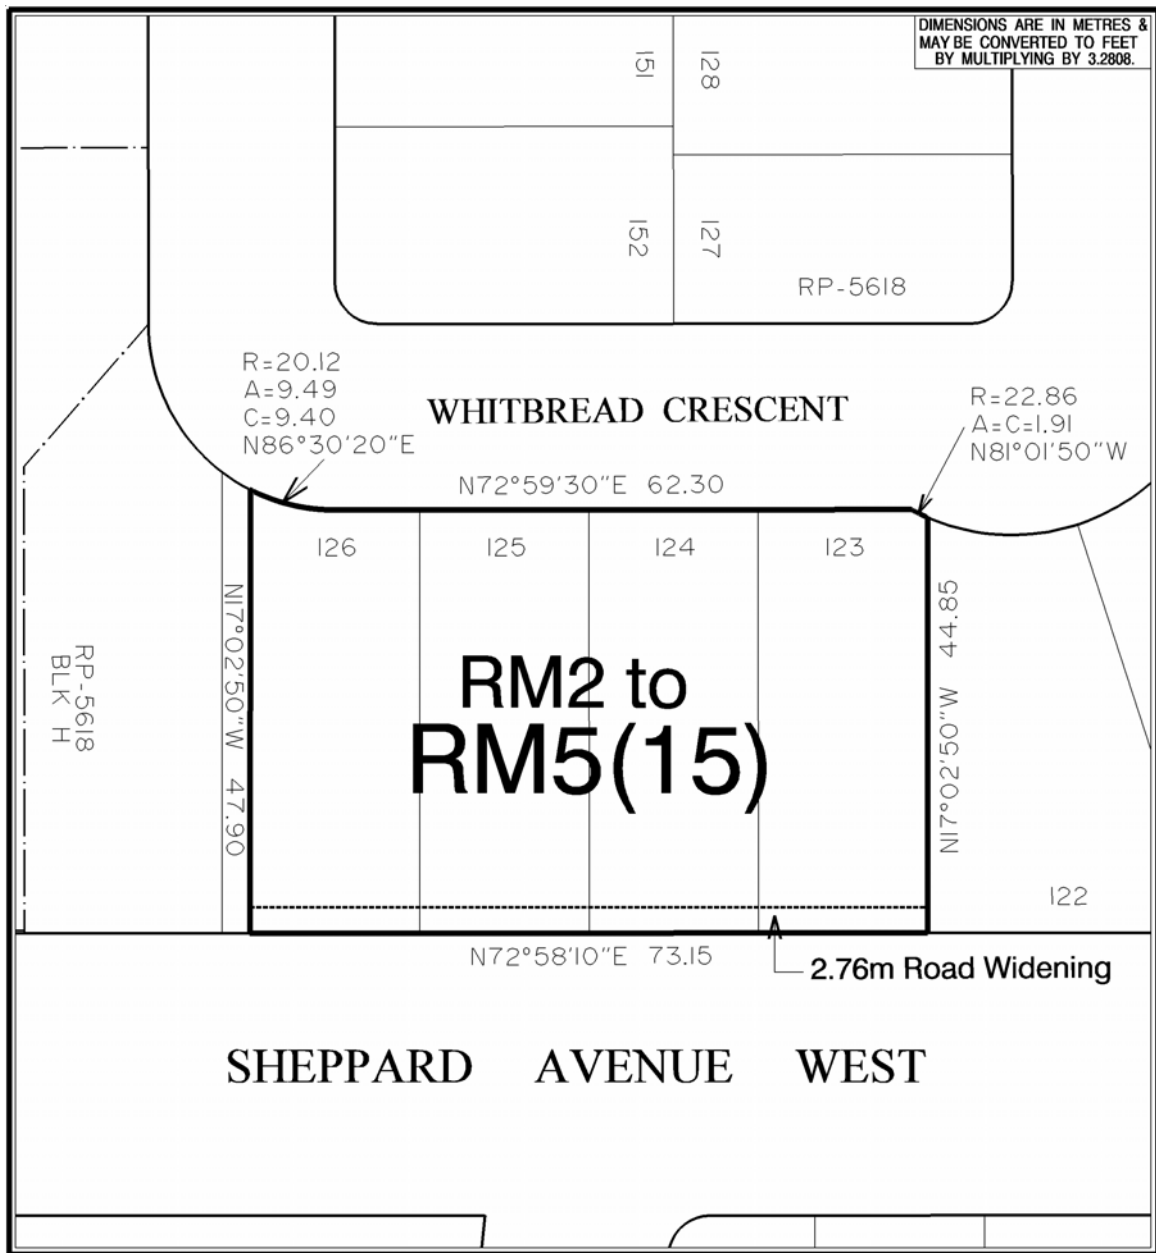 DIMENSIONS ARE IN METRES &
MAY BE CONVERTED TO FEET
BY MULTIPLYING BY 3.2808.
151
128
152
127
RP-5618
R=20.12
A=9.49
C=9.40
N86°30'20"E
WHITBREAD CRESCENT
R=22.86
A=C=1.91
N81°01'50"W
N72°59'30"E 62.30
126
125
124
123
N17°02'50"W 47.90
N17°02'50"W 44.85
RP-5618
BLK H
RM2 to
RM5(15)
122
N72°58'10"E 73.15
2.76m Road Widening
SHEPPARD AVENUE WEST